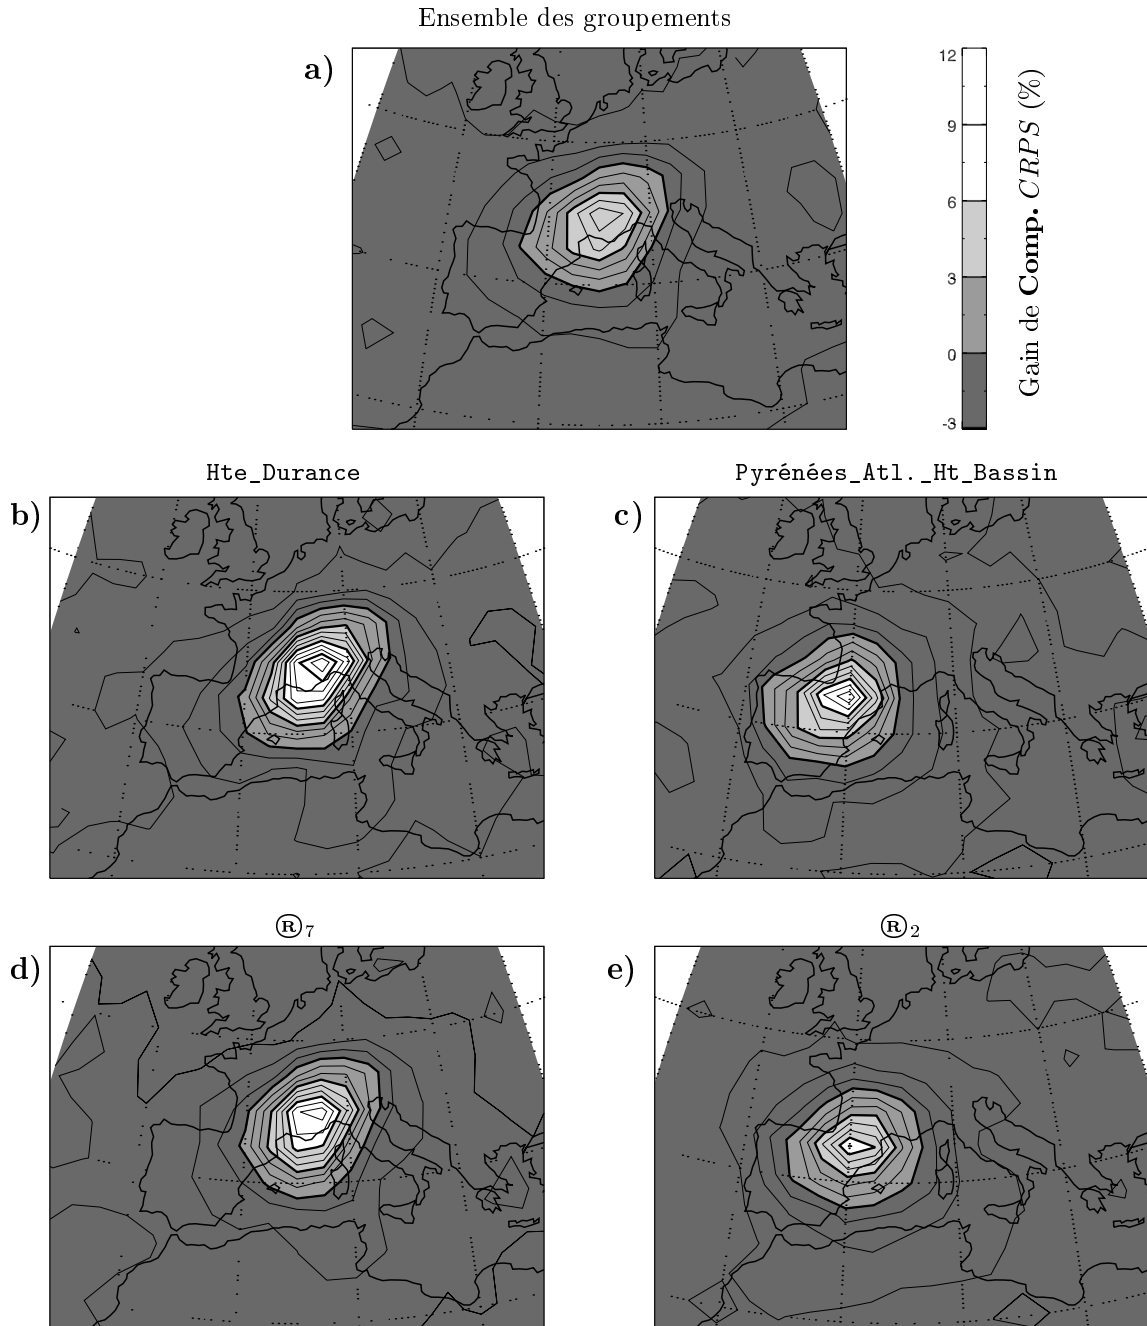 Ensemble des groupements
a)
12
9
6
3
0
-3
Gain de Comp. CRPS (%)
Hte_Durance
Pyrénées_Atl._Ht_Bassin
b)
c)
Ⓡ7
Ⓡ2
d)
e)